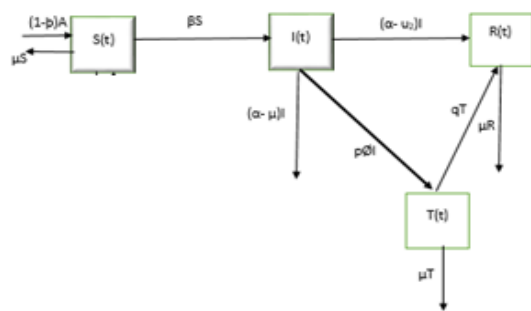 (1-þ)A
βS
(α- u₂)I
S(t)
I(t)
R(t)
μS
(α- μ)I
qT
μR
pØI
T(t)
μT